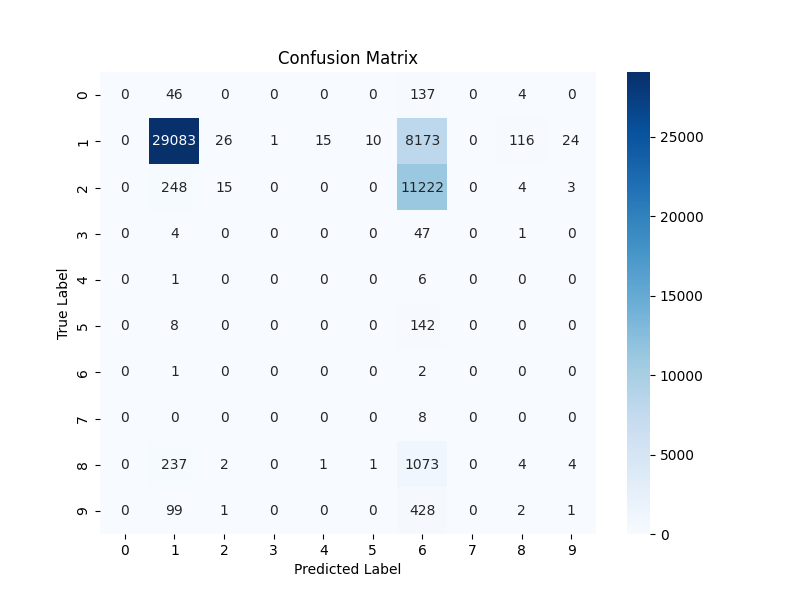 Confusion Matrix
0 0 46 0 0 0 0 137 0 4 0
1 0 29083 26 1 15 10 8173 0 116 24
2 0 248 15 0 0 0 11222 0 4 3
3 0 4 0 0 0 0 47 0 1 0
4 0 1 0 0 0 0 6 0 0 0
5 0 8 0 0 0 0 142 0 0 0
6 0 1 0 0 0 0 2 0 0 0
7 0 0 0 0 0 0 8 0 0 0
8 0 237 2 0 1 1 1073 0 4 4
9 0 99 1 0 0 0 428 0 2 1
0 1 2 3 4 5 6 7 8 9
Predicted Label
True Label
25000
20000
15000
10000
5000
0